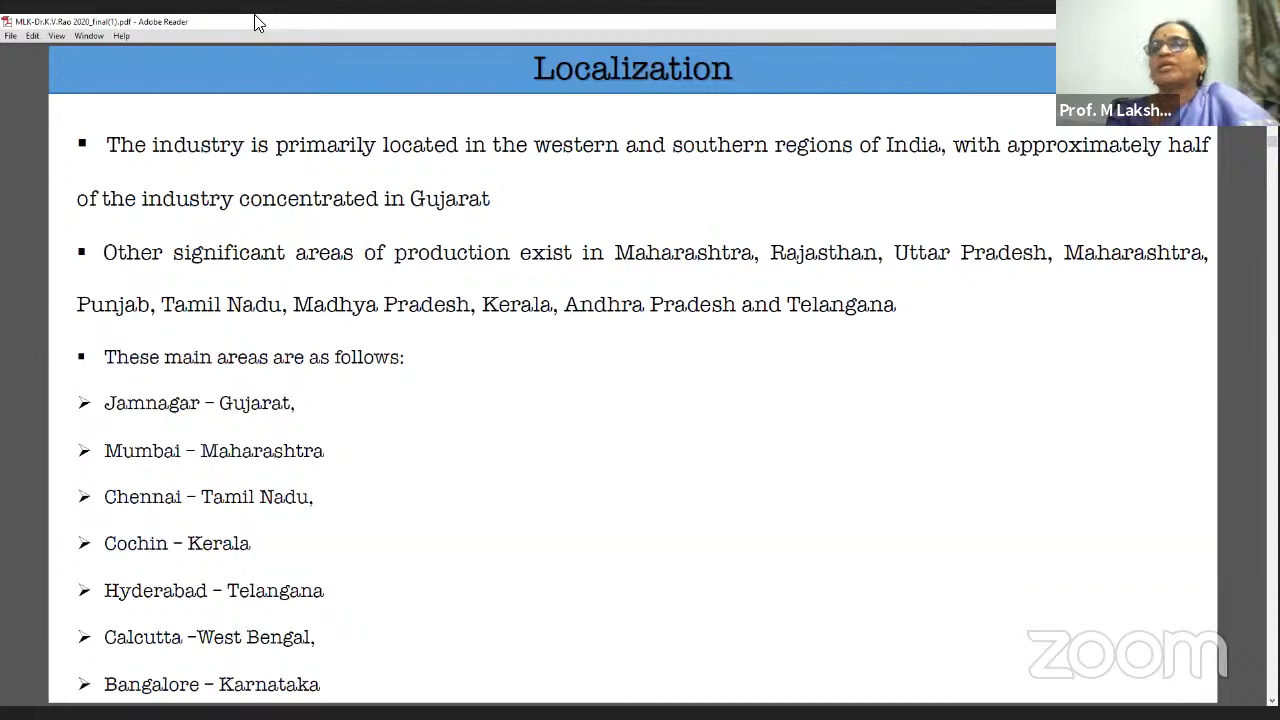 MLK-Dr.K.V.Rao 2020_final(1).pdf - Adobe Reader
File Edit View Window Help
Localization
Prof. M Laksh...
▪ The industry is primarily located in the western and southern regions of India, with approximately half
of the industry concentrated in Gujarat
▪ Other significant areas of production exist in Maharashtra, Rajasthan, Uttar Pradesh, Maharashtra,
Punjab, Tamil Nadu, Madhya Pradesh, Kerala, Andhra Pradesh and Telangana
▪ These main areas are as follows:
➢ Jamnagar – Gujarat,
➢ Mumbai – Maharashtra
➢ Chennai – Tamil Nadu,
➢ Cochin – Kerala
➢ Hyderabad – Telangana
➢ Calcutta –West Bengal,
➢ Bangalore – Karnataka
zoom